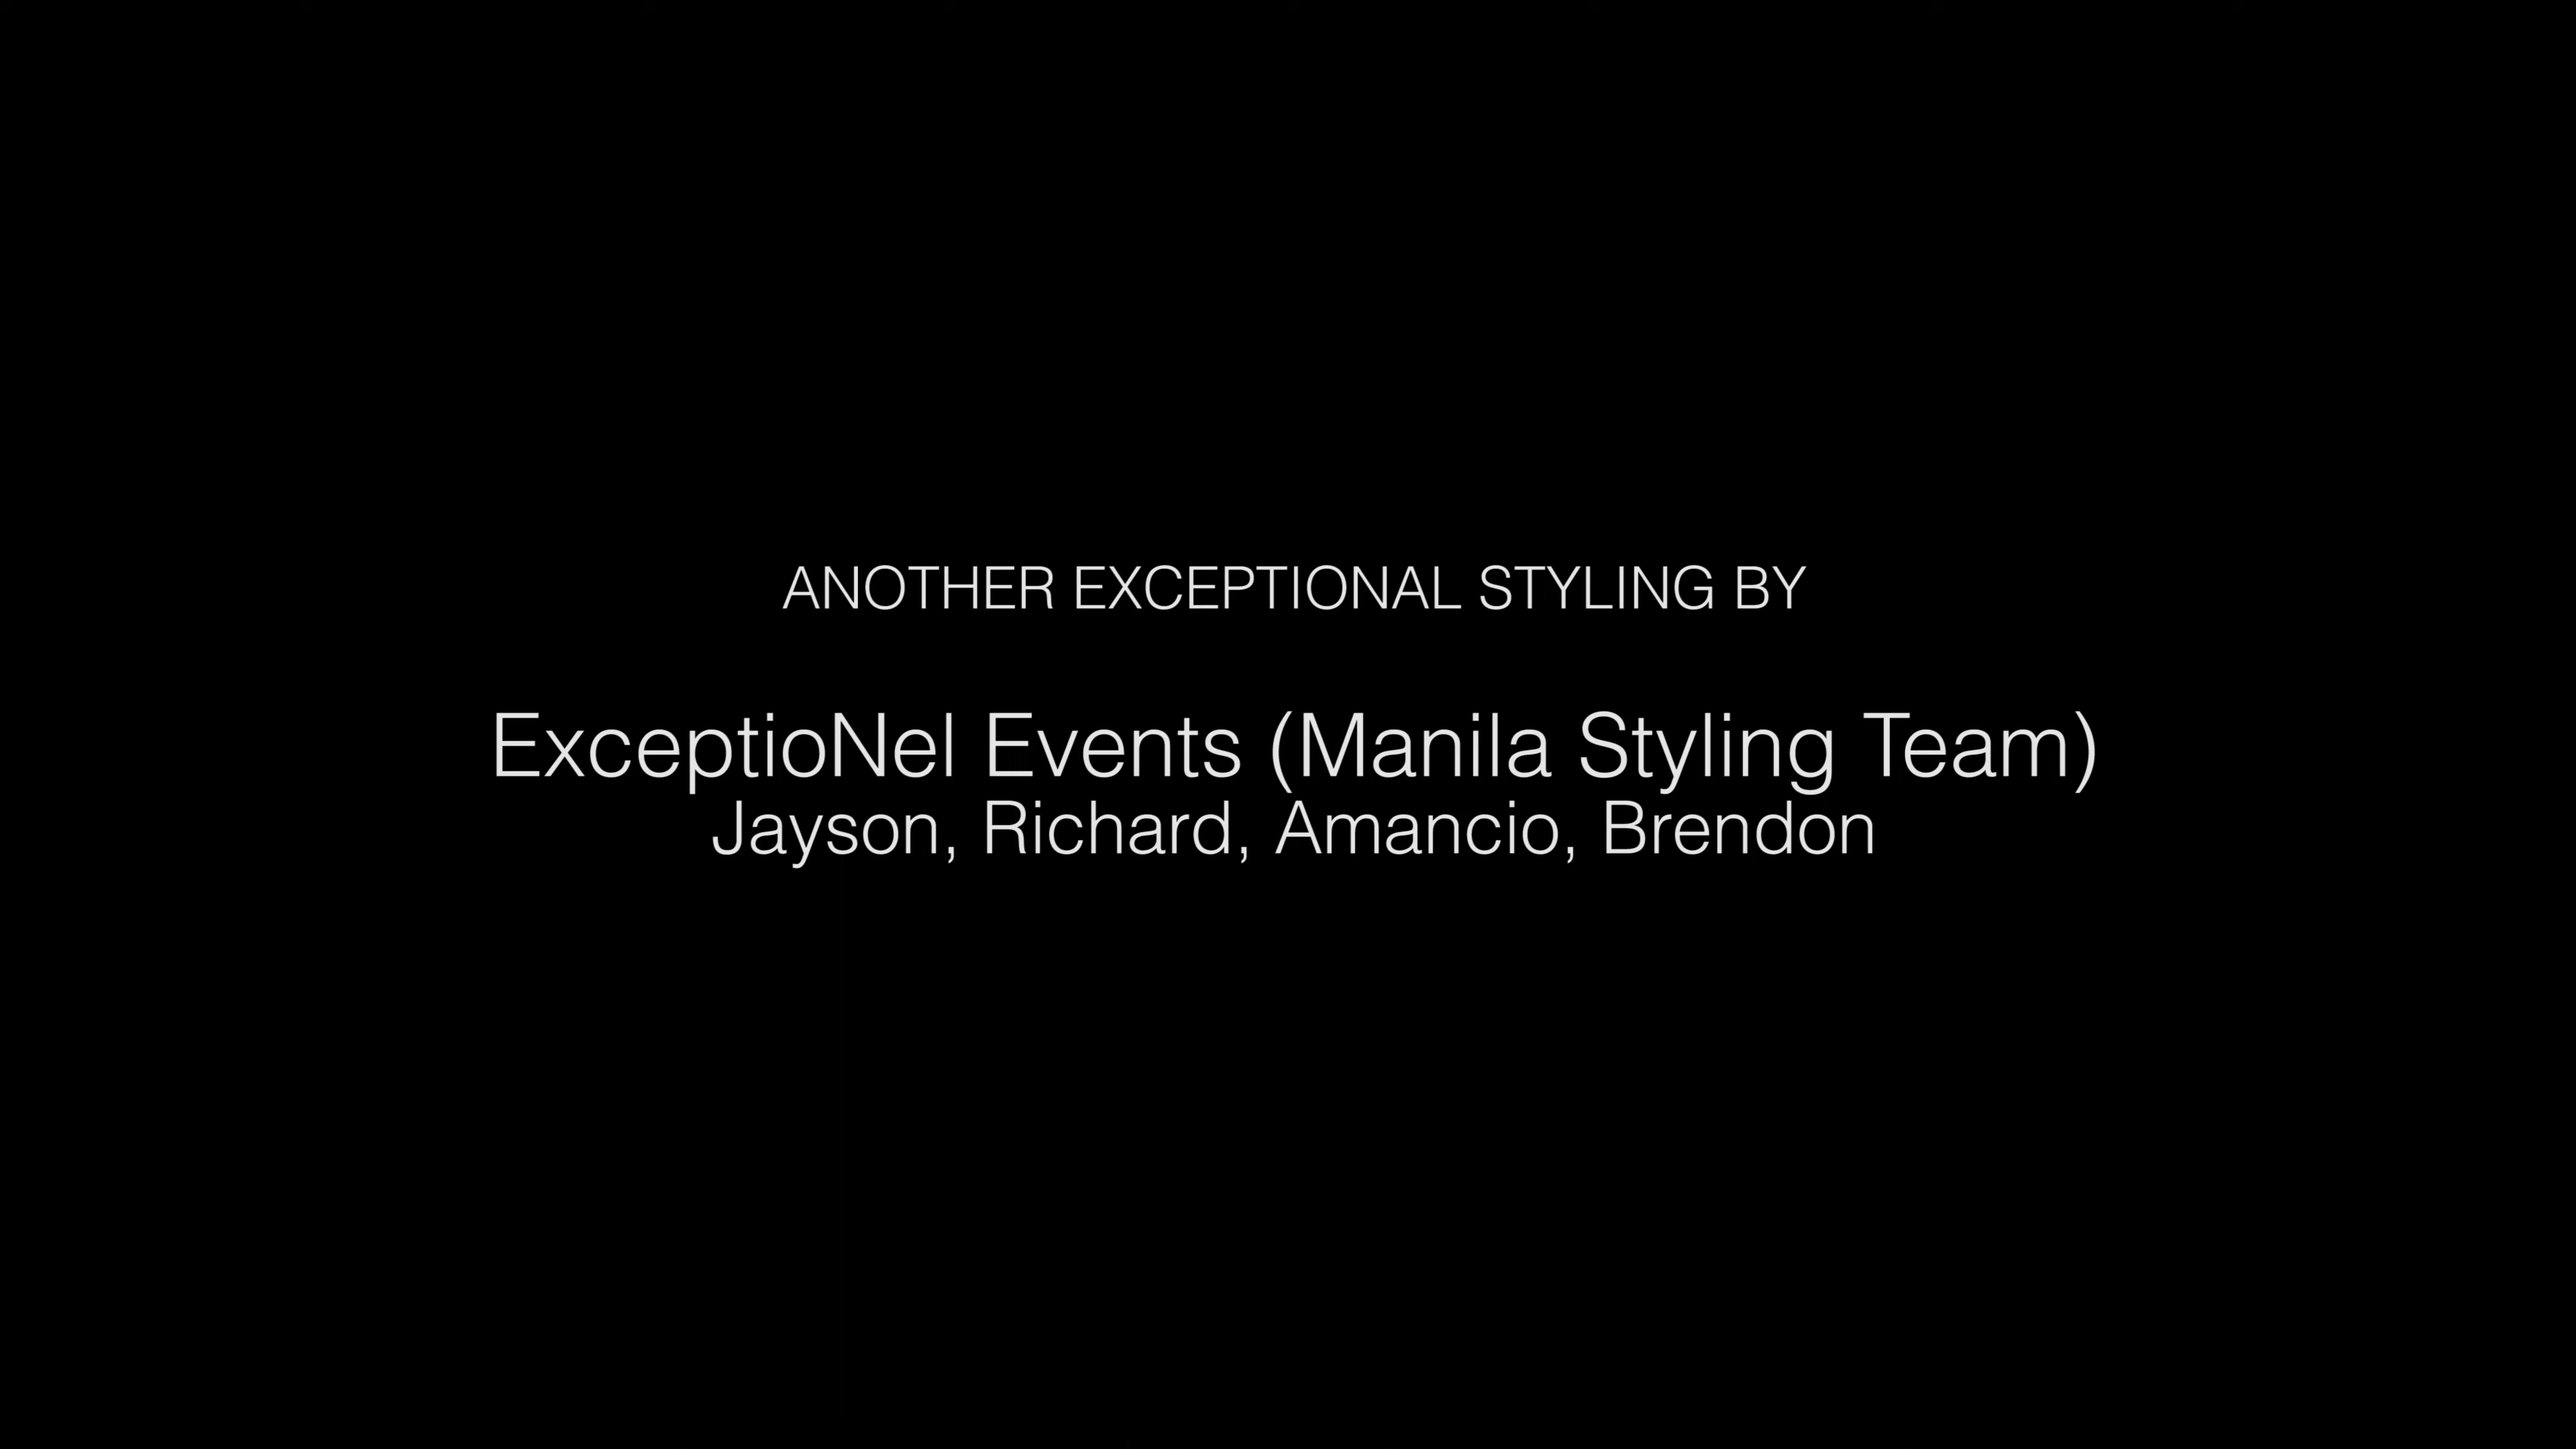 ANOTHER EXCEPTIONAL STYLING BY
ExceptioNel Events (Manila Styling Team)
Jayson, Richard, Amancio, Brendon